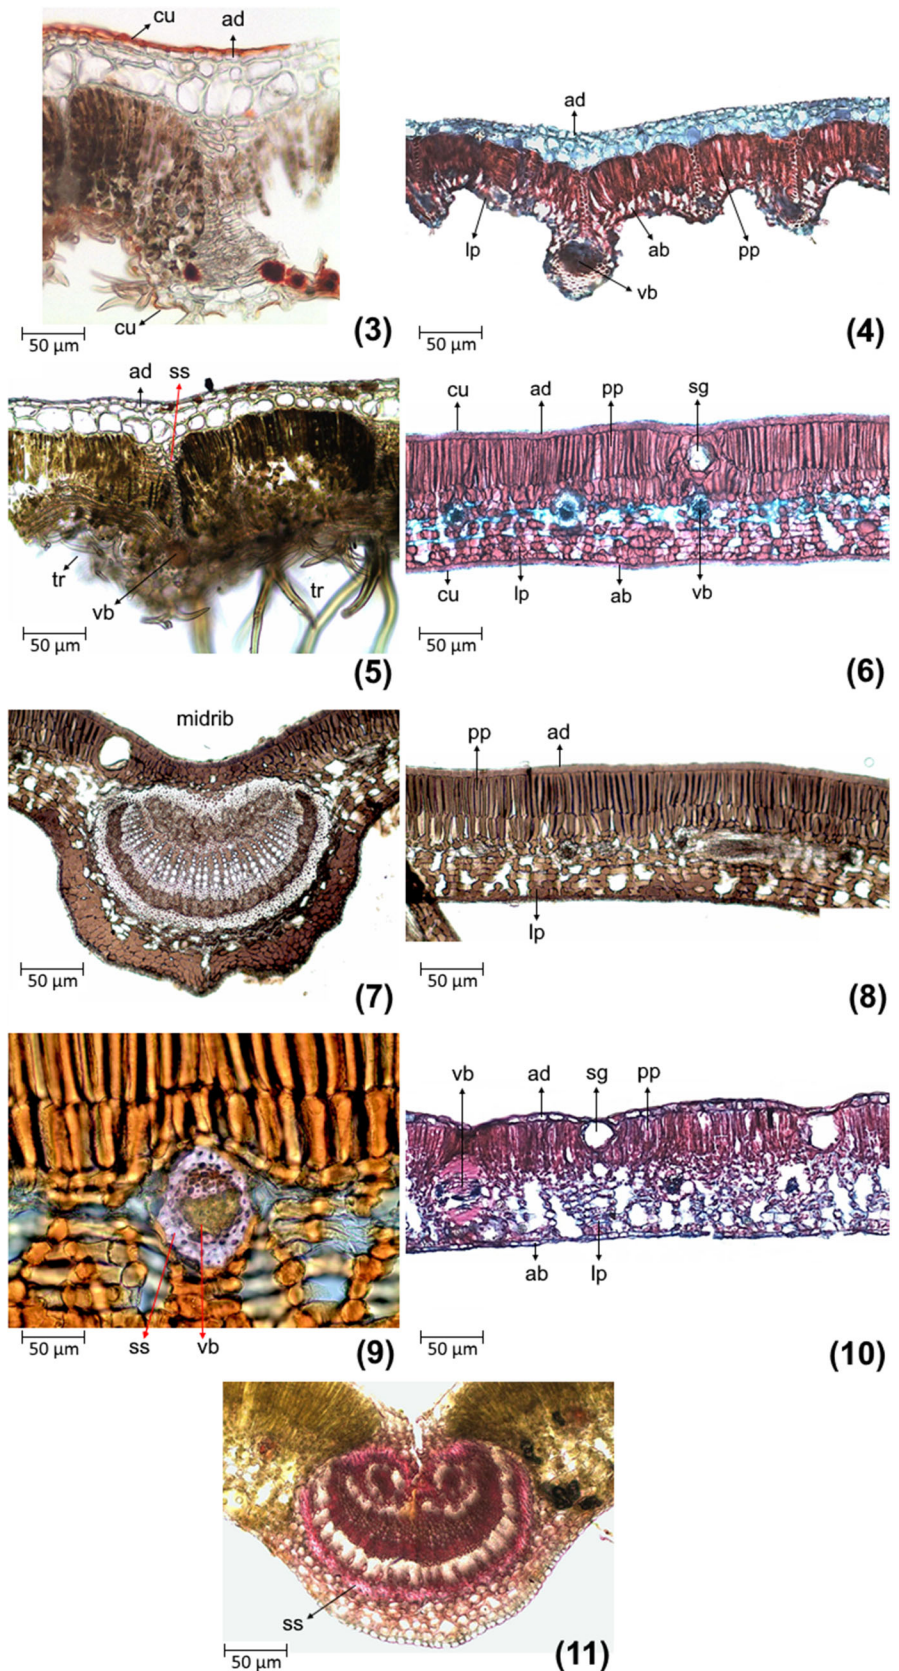 cu
ad
cu
50 µm
(3)
ad
lp
ab
pp
vb
50 µm
(4)
ad
ss
tr
vb
tr
50 µm
(5)
cu
ad
pp
sg
cu
lp
ab
vb
50 µm
(6)
midrib
50 µm
(7)
pp
ad
lp
50 µm
(8)
50 µm
ss
vb
(9)
vb
ad
sg
pp
ab
lp
50 µm
(10)
ss
50 µm
(11)